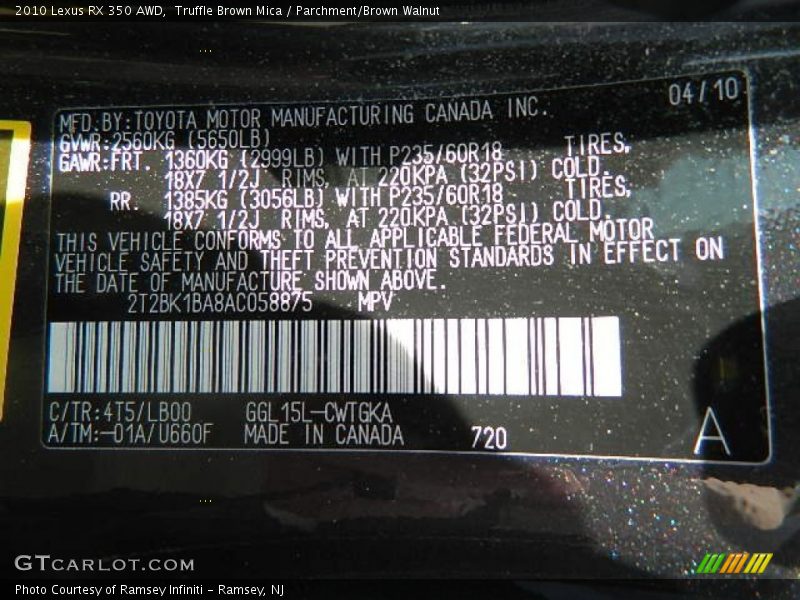 2010 Lexus RX 350 AWD,  Truffle Brown Mica / Parchment/Brown Walnut
04/10
MFD.BY:TOYOTA MOTOR MANUFACTURING CANADA INC.
GVWR:2560KG (5650LB)
GAWR:FRT. 1360KG (2999LB) WITH P235/60R18 TIRES,
18X7 1/2J RIMS, AT 220KPA (32PSI) COLD.
RR. 1385KG (3056LB) WITH P235/60R18 TIRES,
18X7 1/2J RIMS, AT 220KPA (32PSI) COLD.
THIS VEHICLE CONFORMS TO ALL APPLICABLE FEDERAL MOTOR
VEHICLE SAFETY AND THEFT PREVENTION STANDARDS IN EFFECT ON
THE DATE OF MANUFACTURE SHOWN ABOVE.
2T2BK1BA8AC058875 MPV
C/TR:4T5/LB00 GGL15L-CWTGKA
A/TM:-01A/U660F MADE IN CANADA 720
A
GTCARLOT.COM
Photo Courtesy of Ramsey Infiniti - Ramsey, NJ